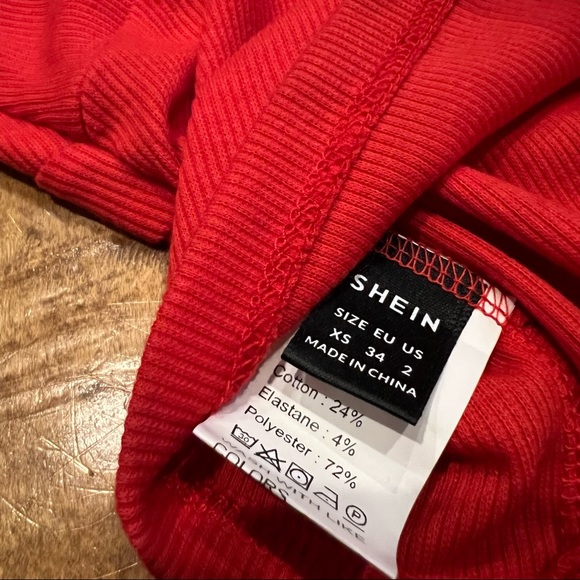 SHEIN
SIZE EU US
XS 34 2
MADE IN CHINA
Cotton : 24%
Elastane : 4%
Polyester : 72%
30 P
WASH WITH LIKE
COLORS